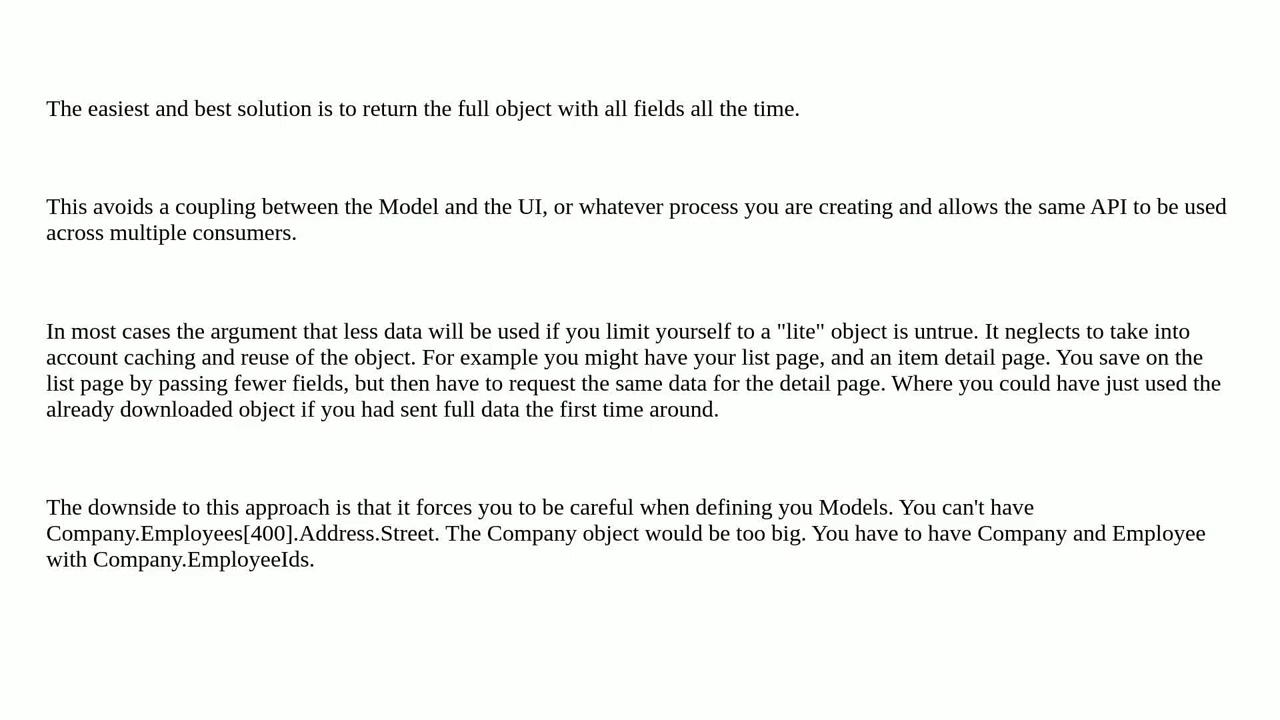 The easiest and best solution is to return the full object with all fields all the time.
This avoids a coupling between the Model and the UI, or whatever process you are creating and allows the same API to be used
across multiple consumers.
In most cases the argument that less data will be used if you limit yourself to a "lite" object is untrue. It neglects to take into
account caching and reuse of the object. For example you might have your list page, and an item detail page. You save on the
list page by passing fewer fields, but then have to request the same data for the detail page. Where you could have just used the
already downloaded object if you had sent full data the first time around.
The downside to this approach is that it forces you to be careful when defining you Models. You can't have
Company.Employees[400].Address.Street. The Company object would be too big. You have to have Company and Employee
with Company.EmployeeIds.